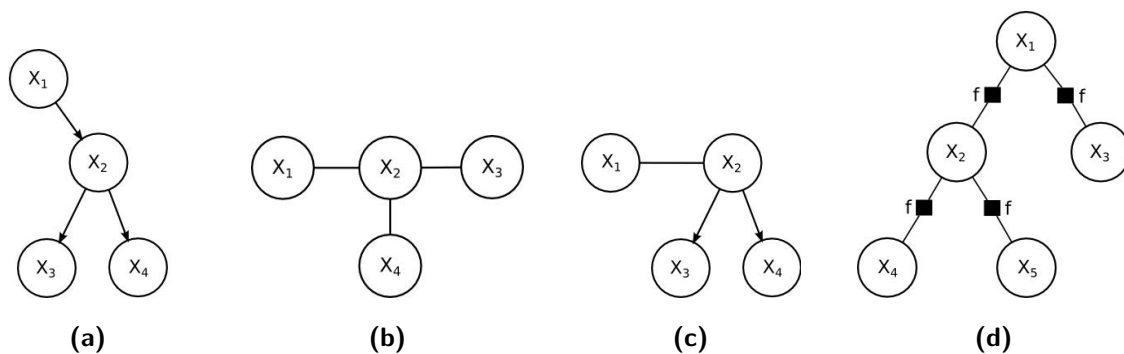 X₁
X₂
X₃ X₄
(a)
X₁ X₂ X₃
X₄
(b)
X₁ X₂
X₃ X₄
(c)
X₁
f f
X₂ X₃
f f
X₄ X₅
(d)